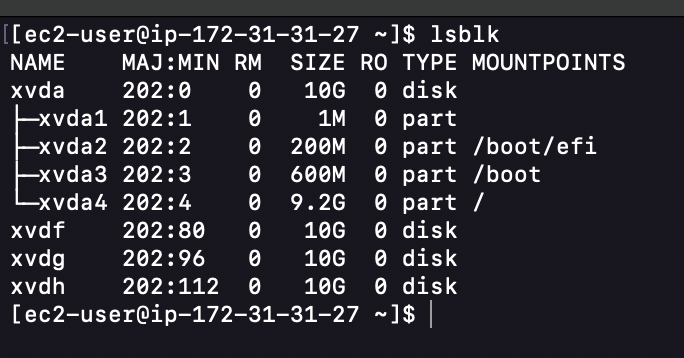 [[ec2-user@ip-172-31-31-27 ~]$ lsblk
NAME    MAJ:MIN RM  SIZE RO TYPE MOUNTPOINTS
xvda    202:0    0   10G  0 disk
├─xvda1 202:1    0    1M  0 part
├─xvda2 202:2    0  200M  0 part /boot/efi
├─xvda3 202:3    0  600M  0 part /boot
└─xvda4 202:4    0  9.2G  0 part /
xvdf    202:80   0   10G  0 disk
xvdg    202:96   0   10G  0 disk
xvdh    202:112  0   10G  0 disk
[ec2-user@ip-172-31-31-27 ~]$